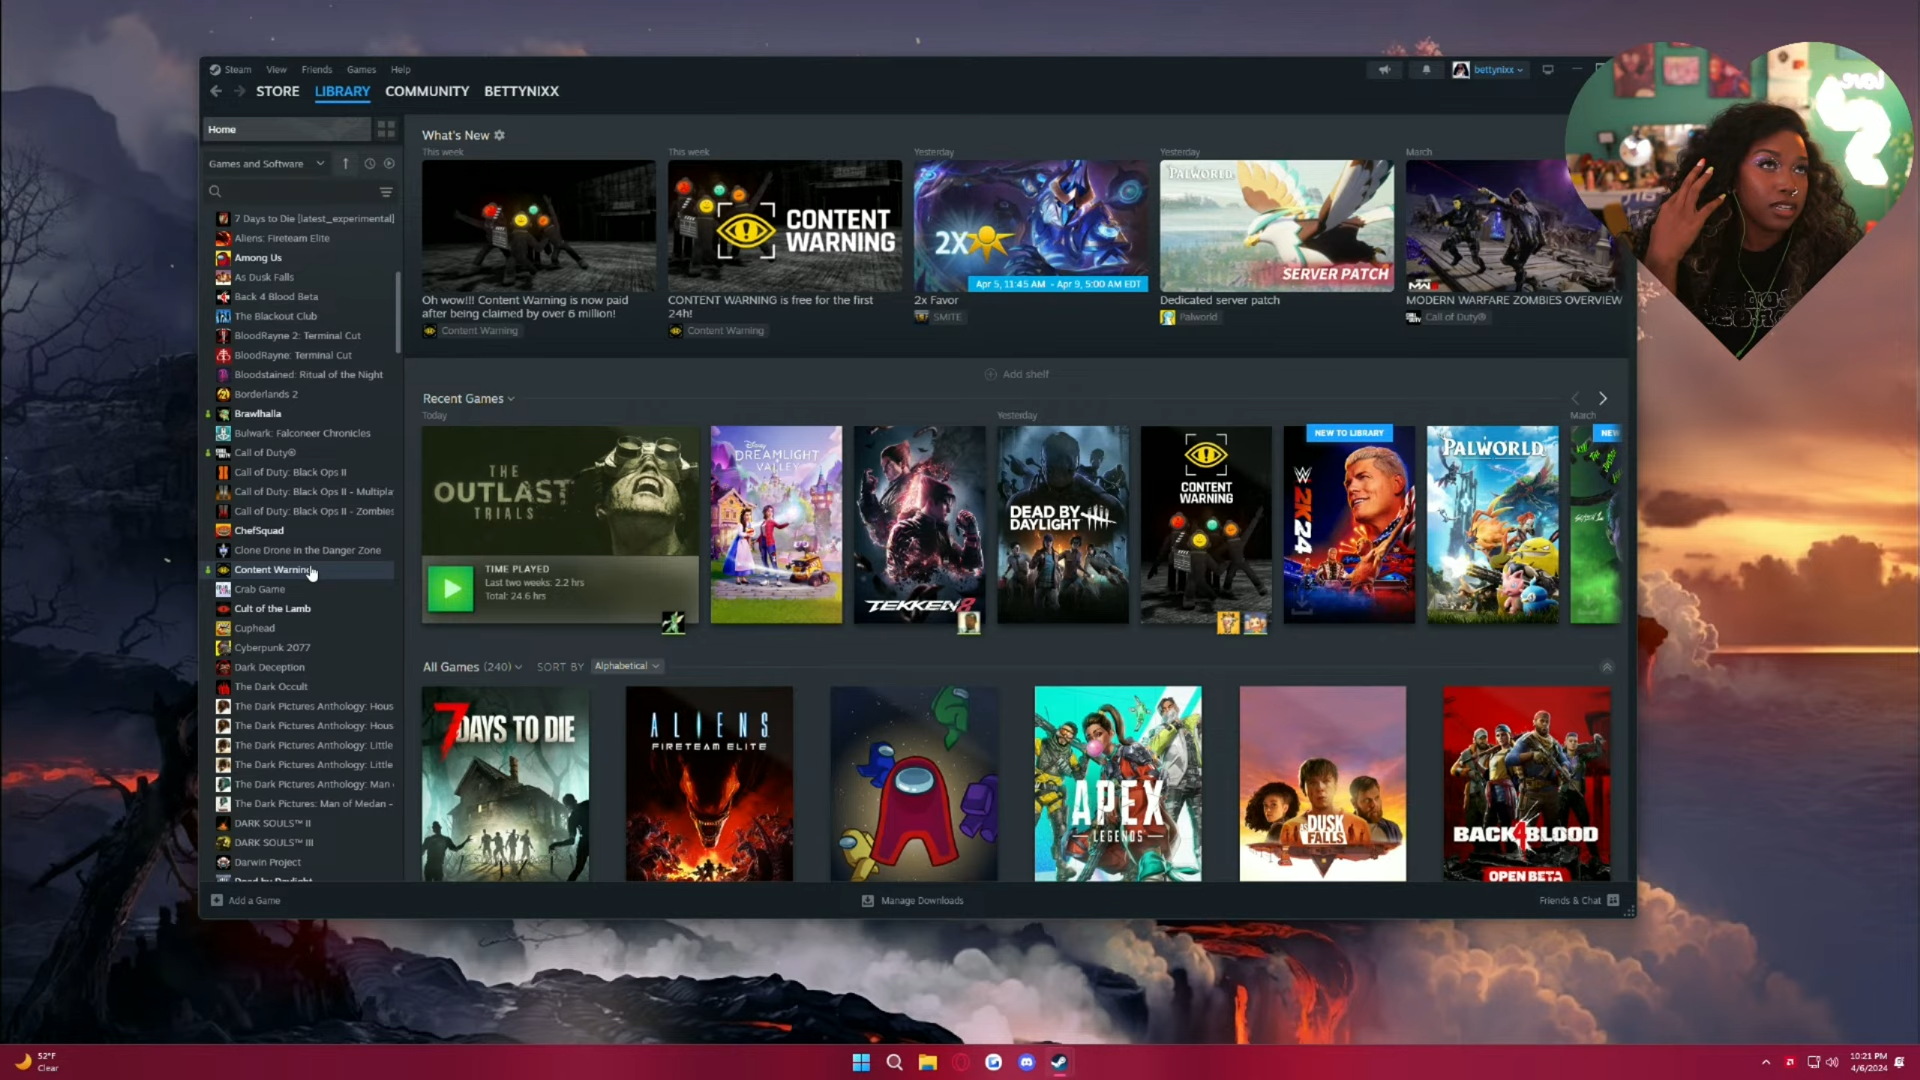 Steam View Friends Games Help
bettynixx
STORE LIBRARY COMMUNITY BETTYNIXX
Home
Games and Software
7 Days to Die [latest_experimental]
Aliens: Fireteam Elite
Among Us
As Dusk Falls
Back 4 Blood Beta
The Blackout Club
BloodRayne 2: Terminal Cut
BloodRayne: Terminal Cut
Bloodstained: Ritual of the Night
Borderlands 2
Brawlhalla
Bulwark: Falconeer Chronicles
Call of Duty®
Call of Duty: Black Ops II
Call of Duty: Black Ops II - Multipla
Call of Duty: Black Ops II - Zombies
ChefSquad
Clone Drone in the Danger Zone
Content Warning
Crab Game
Cult of the Lamb
Cuphead
Cyberpunk 2077
Dark Deception
The Dark Occult
The Dark Pictures Anthology: Hous
The Dark Pictures Anthology: Hous
The Dark Pictures Anthology: Little
The Dark Pictures Anthology: Little
The Dark Pictures Anthology: Man
The Dark Pictures: Man of Medan -
DARK SOULS™ II
DARK SOULS™ III
Darwin Project
Dead by Daylight
What's New
This week
Oh wow!!! Content Warning is now paid
after being claimed by over 6 million!
Content Warning
This week
CONTENT
WARNING
CONTENT WARNING is free for the first
24h!
Content Warning
Yesterday
2X
Apr 5, 11:45 AM - Apr 9, 5:00 AM EDT
2x Favor
SMITE
Yesterday
PALWORLD
SERVER PATCH
Dedicated server patch
Palworld
March
MODERN WARFARE ZOMBIES OVERVIEW
Call of Duty®
Add shelf
Recent Games
Today
THE
OUTLAST
TRIALS
TIME PLAYED
Last two weeks: 2.2 hrs
Total: 24.6 hrs
Disney
DREAMLIGHT
VALLEY
TEKKEN 8
Yesterday
DEAD BY
DAYLIGHT
CONTENT
WARNING
NEW TO LIBRARY
W 2K24
PALWORLD
March
NEW
All Games (240) SORT BY Alphabetical
7 DAYS TO DIE
ALIENS
FIRETEAM ELITE
APEX
LEGENDS
AS DUSK
FALLS
BACK 4 BLOOD
OPEN BETA
Add a Game
Manage Downloads
Friends & Chat
52°F
Clear
10:21 PM
4/6/2024